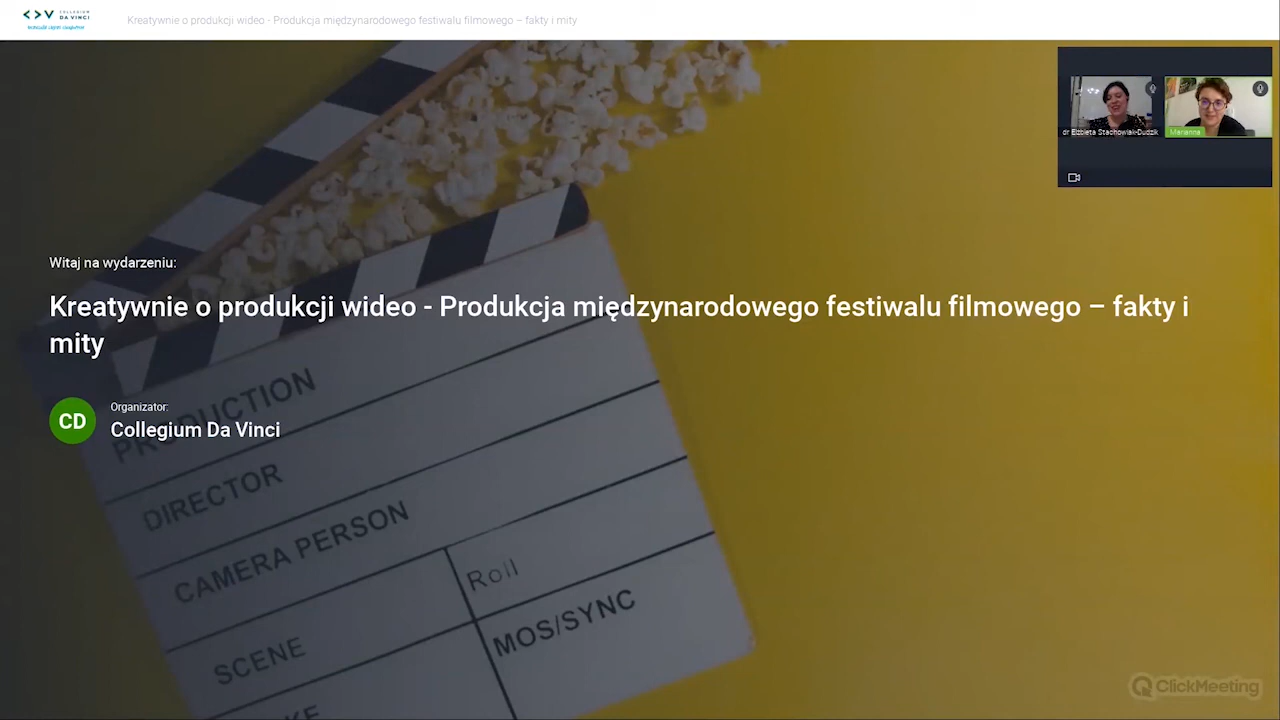 COLLEGIUM
DA VINCI
Kreatywnie o produkcji wideo - Produkcja międzynarodowego festiwalu filmowego – fakty i mity
dr Elżbieta Stachowiak-Dudzik
Marianna
Witaj na wydarzeniu:
Kreatywnie o produkcji wideo - Produkcja międzynarodowego festiwalu filmowego – fakty i
mity
CD
Organizator:
Collegium Da Vinci
PRODUCTION
DIRECTOR
CAMERA PERSON
Roll
SCENE
MOS/SYNC
ClickMeeting